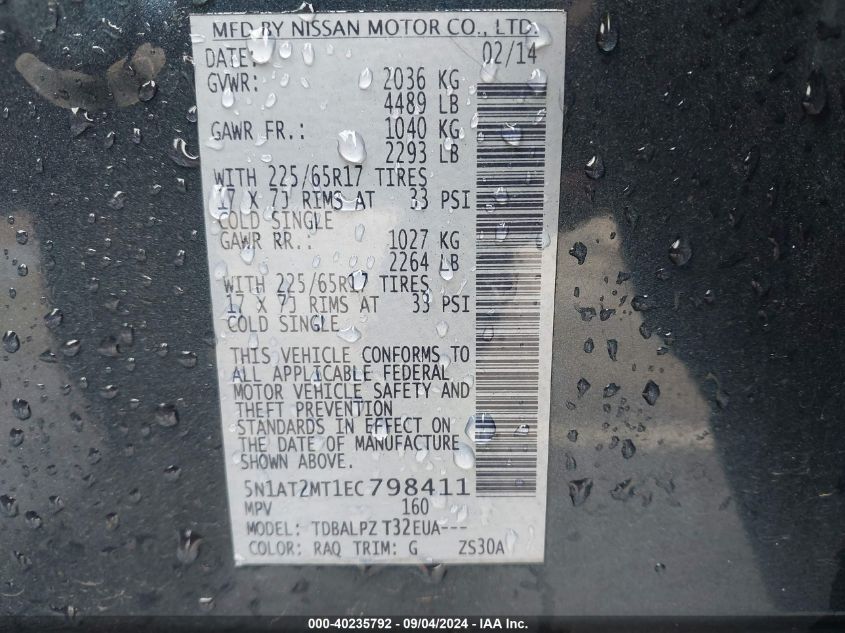 MFD BY NISSAN MOTOR CO., LTD.
DATE: 02/14
GVWR: 2036 KG
4489 LB
GAWR FR.: 1040 KG
2293 LB
WITH 225/65R17 TIRES
17 X 7J RIMS AT 33 PSI
COLD SINGLE
GAWR RR.: 1027 KG
2264 LB
WITH 225/65R17 TIRES
17 X 7J RIMS AT 33 PSI
COLD SINGLE
THIS VEHICLE CONFORMS TO
ALL APPLICABLE FEDERAL
MOTOR VEHICLE SAFETY AND
THEFT PREVENTION
STANDARDS IN EFFECT ON
THE DATE OF MANUFACTURE
SHOWN ABOVE.
5N1AT2MT1EC798411
MPV 160
MODEL: TDBALPZ T32EUA---
COLOR: RAQ TRIM: G ZS30A
000-40235792 - 09/04/2024 - IAA Inc.